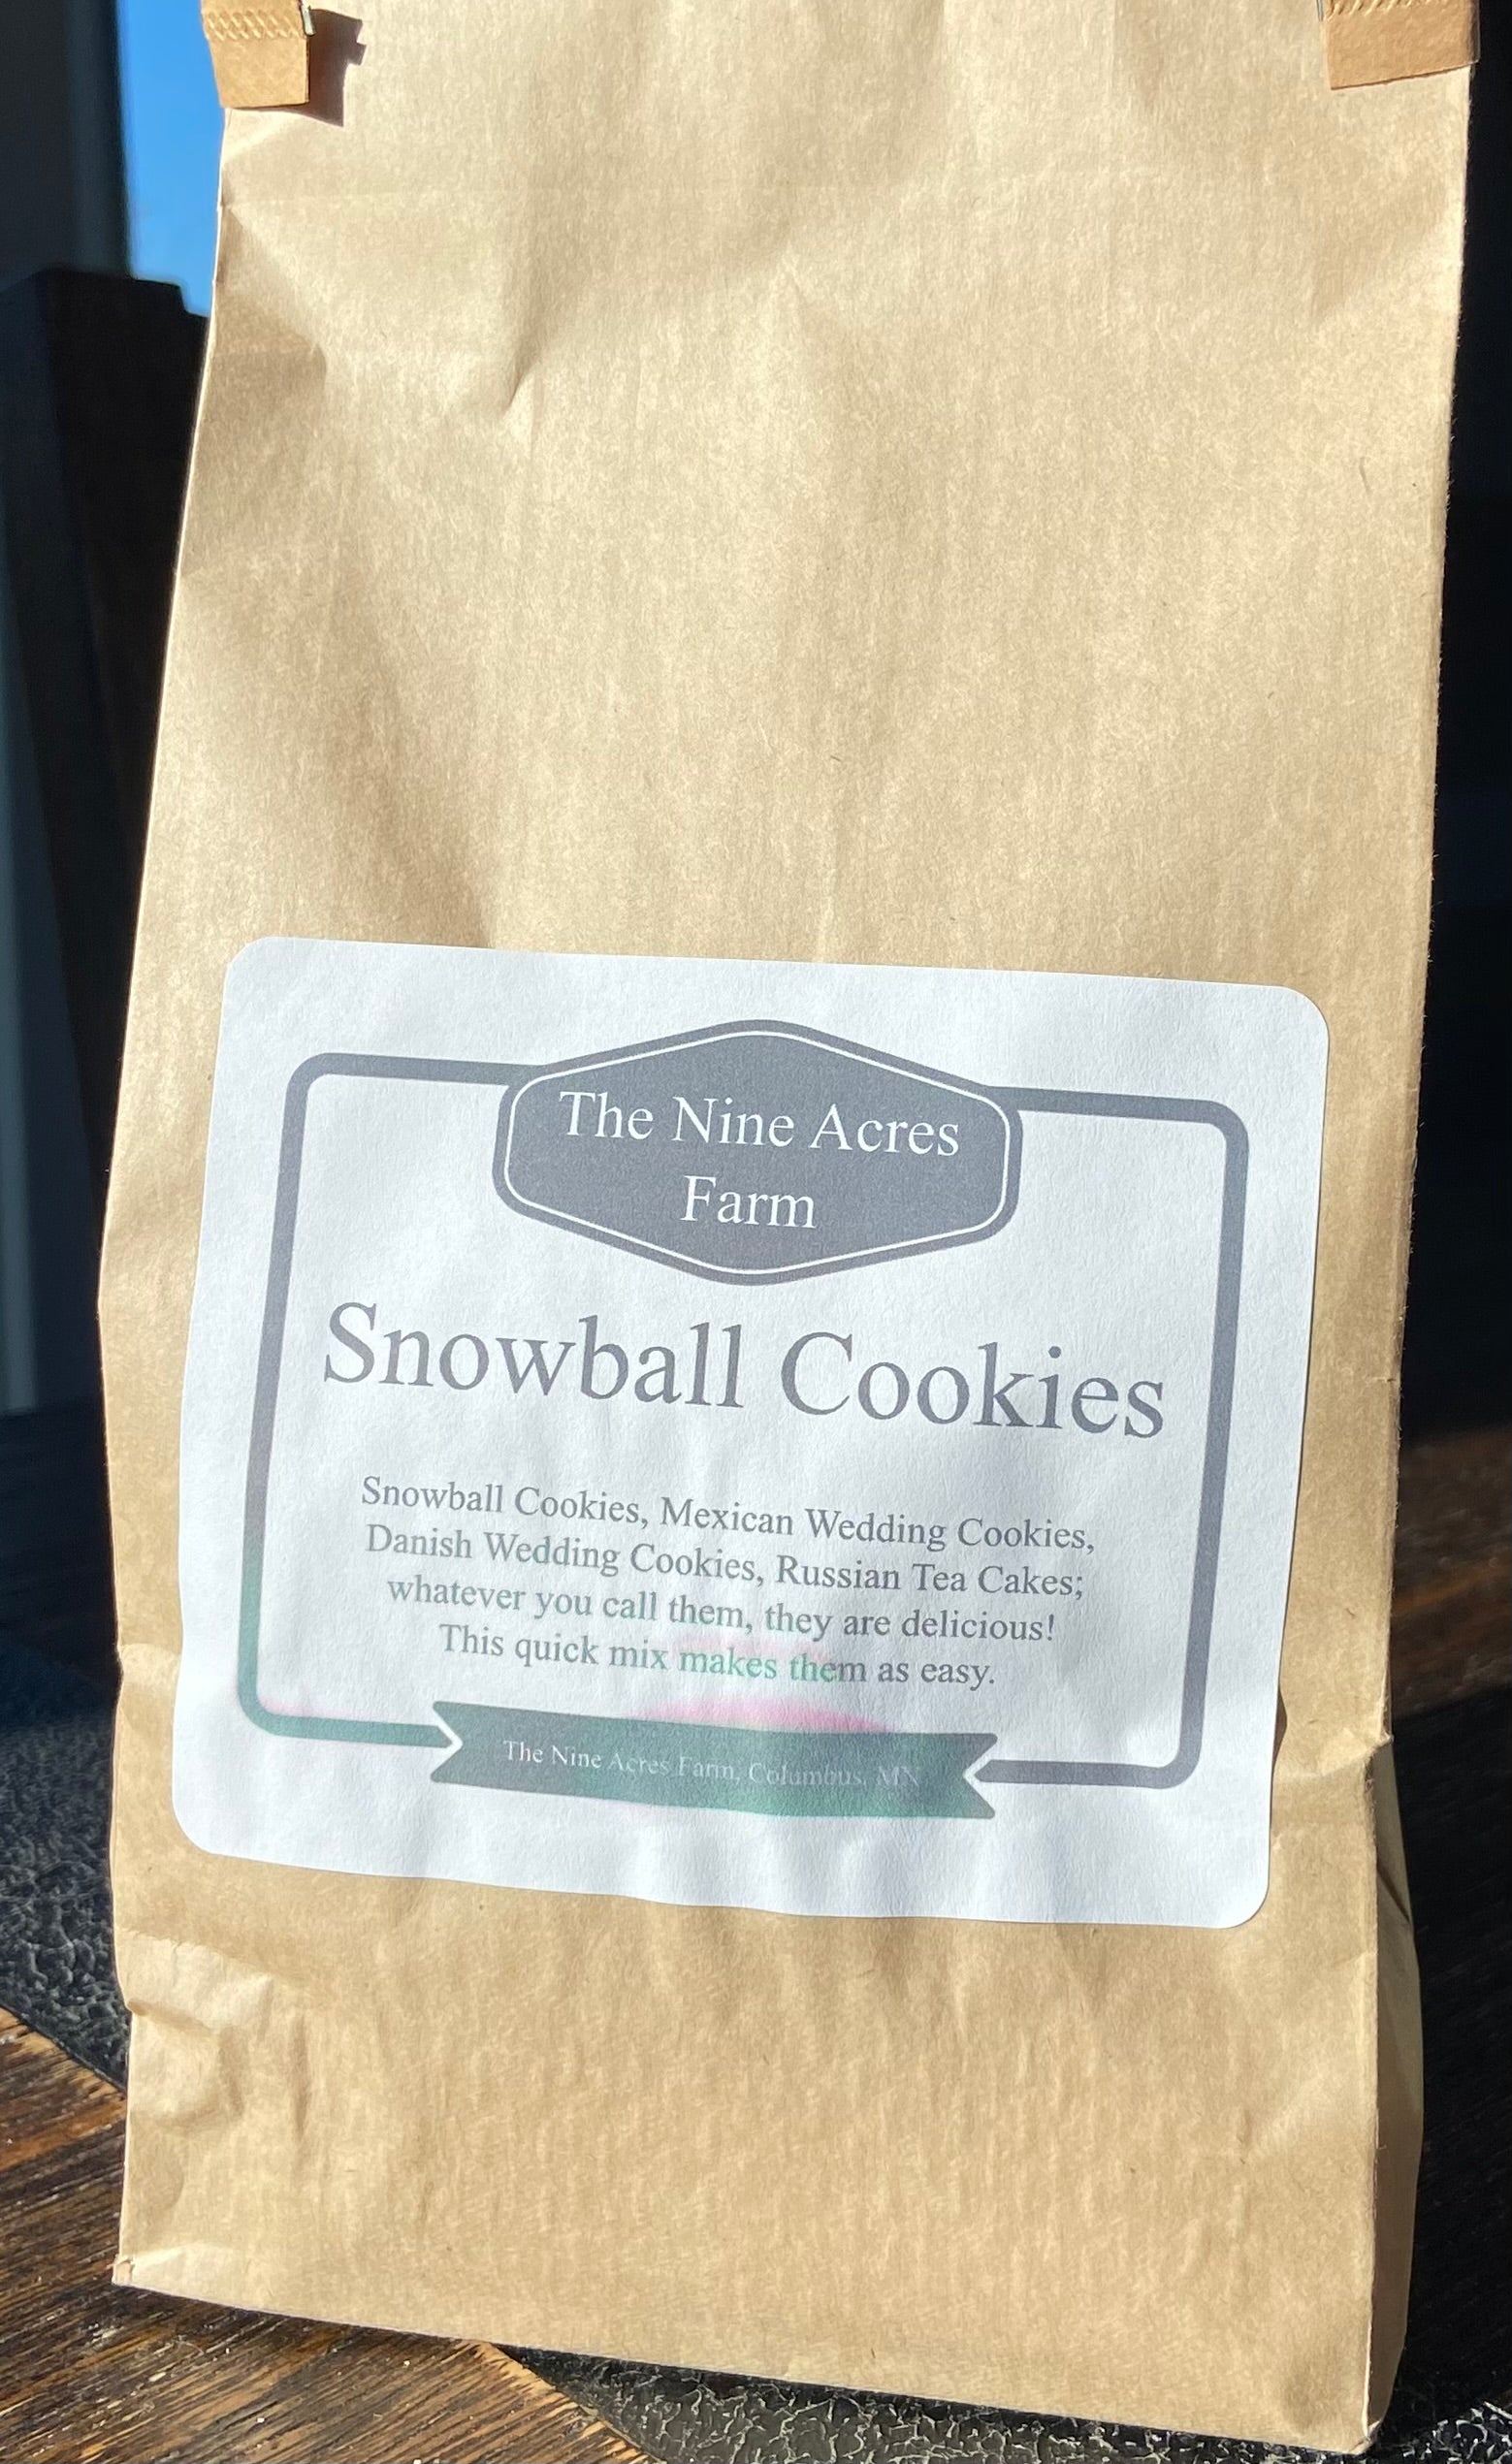 The Nine Acres
Farm
Snowball Cookies
Snowball Cookies, Mexican Wedding Cookies,
Danish Wedding Cookies, Russian Tea Cakes;
whatever you call them, they are delicious!
This quick mix makes them as easy.
The Nine Acres Farm, Columbus, MN